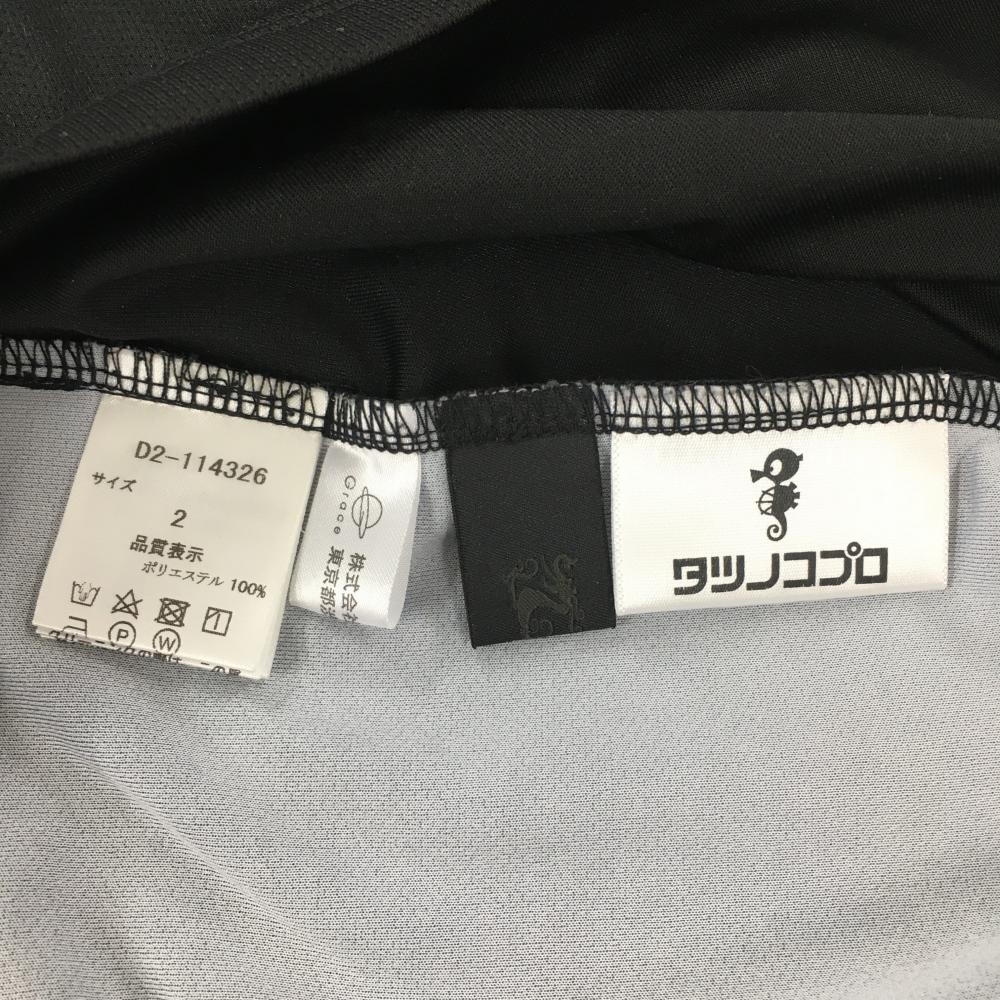 D2-114326
サイズ
2
品質表示
ポリエステル 100%
P W
Grace
株式会社
東京都
タツノコプロ